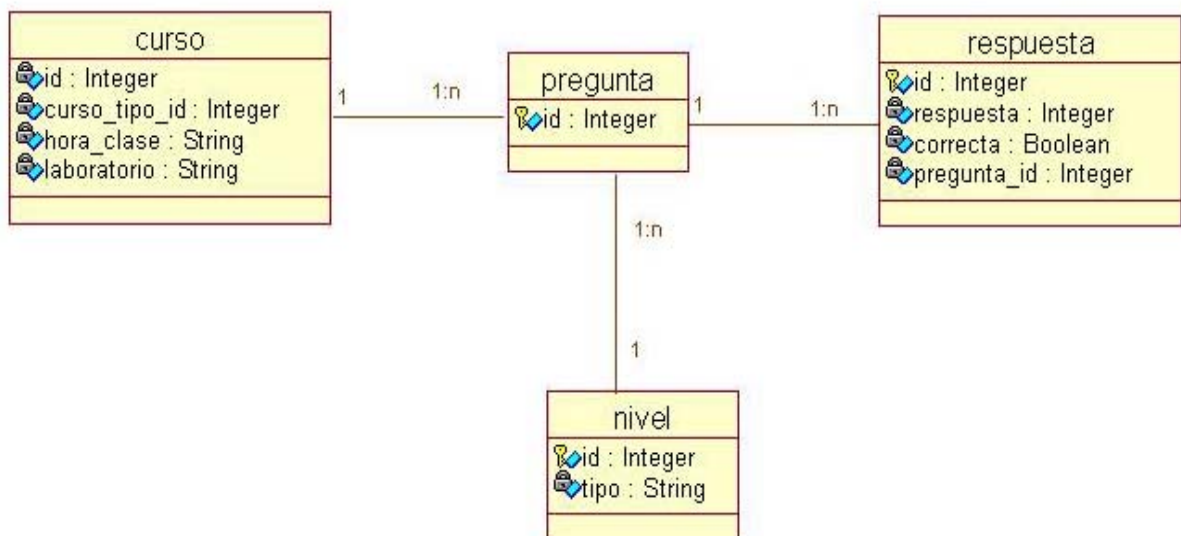 curso
id : Integer
curso_tipo_id : Integer
hora_clase : String
laboratorio : String
1
1:n
pregunta
id : Integer
1
1:n
respuesta
id : Integer
respuesta : Integer
correcta : Boolean
pregunta_id : Integer
1:n
1
nivel
id : Integer
tipo : String